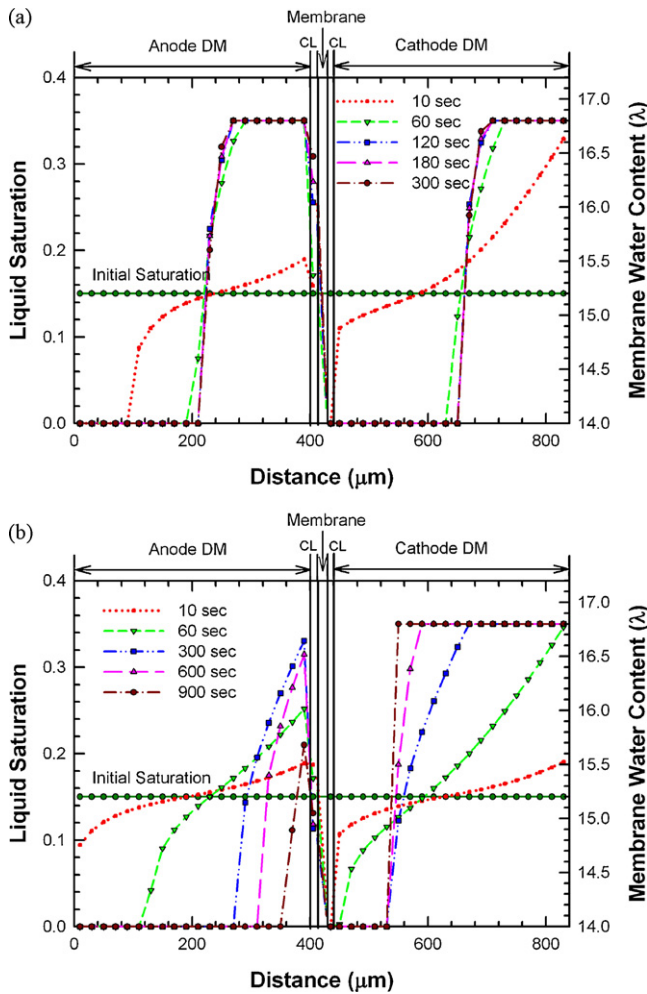 (a)
Membrane
Anode DM
CL
CL
Cathode DM
0.4
0.3
0.2
0.1
0.0
Liquid Saturation
Initial Saturation
10 sec
60 sec
120 sec
180 sec
300 sec
17.0
16.5
16.0
15.5
15.0
14.5
14.0
Membrane Water Content (λ)
0
200
400
600
800
Distance (μm)
(b)
Membrane
Anode DM
CL
CL
Cathode DM
0.4
0.3
0.2
0.1
0.0
Liquid Saturation
10 sec
60 sec
300 sec
600 sec
900 sec
Initial Saturation
17.0
16.5
16.0
15.5
15.0
14.5
14.0
Membrane Water Content (λ)
0
200
400
600
800
Distance (μm)